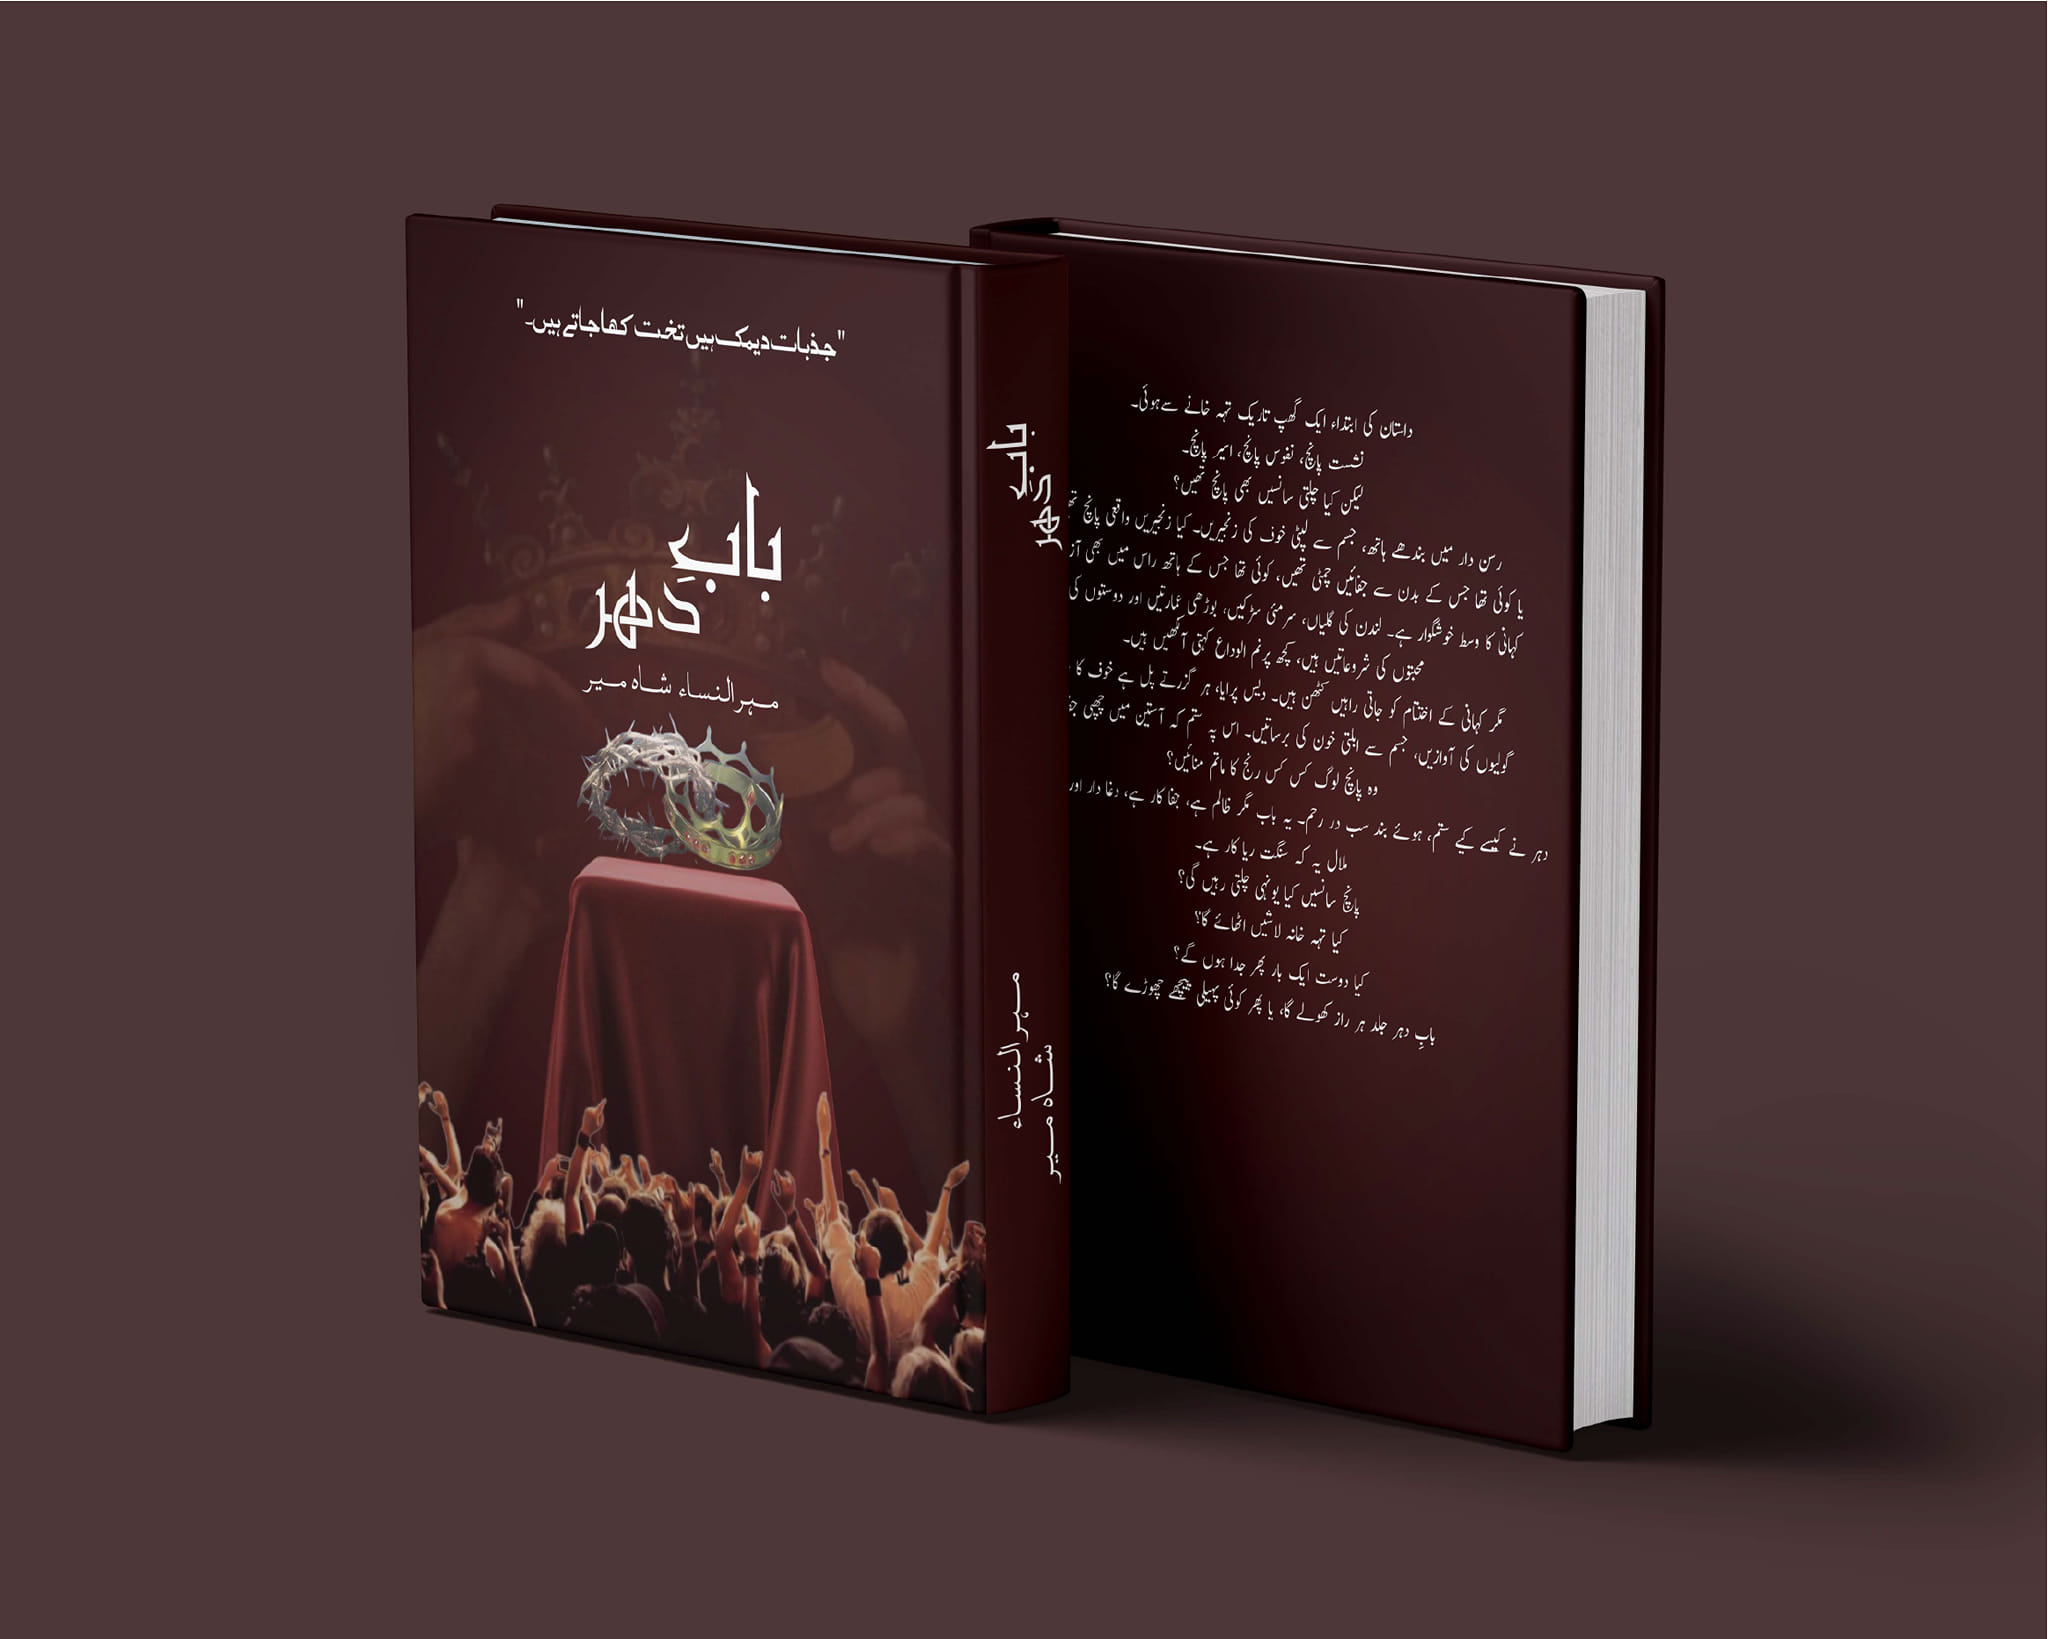 "جذبات دیمک ہیں تخت کھا جاتے ہیں۔"
بابِ
دَھر
مہرالنساء شاہ میر
بابِ
دَھر
مہرالنساء
شاہ میر
داستان کی ابتداء ایک گھپ تاریک تہہ خانے سے ہوئی۔
نشست پانچ، نفوس پانچ، اسیر پانچ۔
لیکن کیا چلتی سانسیں بھی پانچ تھیں؟
رسن دار میں بندھے ہاتھ، جسم سے لپٹی خوف کی زنجیریں۔ کیا زنجیریں واقعی پانچ
یا کوئی تھا جس کے بدن سے جفائیں چمٹی تھیں، کوئی تھا جس کے ہاتھ راس میں بھی
کہانی کا وسط خوشگوار ہے۔ لندن کی گلیاں، سرمئی سڑکیں، بوڑھی عمارتیں اور دوستوں کی
محبتوں کی شروعاتیں ہیں، کچھ پرنم الوداع کہتی آنکھیں ہیں۔
مگر کہانی کے اختتام کو جاتی راہیں کٹھن ہیں۔ دیس پرایا، ہر گزرتے پل ہے خوف کا
گولیوں کی آوازیں، جسم سے ابلتی خون کی برساتیں۔ اس پہ ستم کہ آستین میں چھپی
وہ پانچ لوگ کس کس رنج کا ماتم منائیں؟
دہر نے کیسے کیے ستم، ہوئے بند سب در رحم۔ یہ باب مگر ظالم ہے، جفا کار ہے، دغا دار اور
ملال یہ کہ سنگت ریا کار ہے۔
پانچ سانسیں کیا یونہی چلتی رہیں گی؟
کیا تہہ خانہ لاشیں اٹھائے گا؟
کیا دوست ایک بار پھر جدا ہوں گے؟
بابِ دہر جلد ہر راز کھولے گا، یا پھر کوئی پہیلی پیچھے چھوڑے گا؟